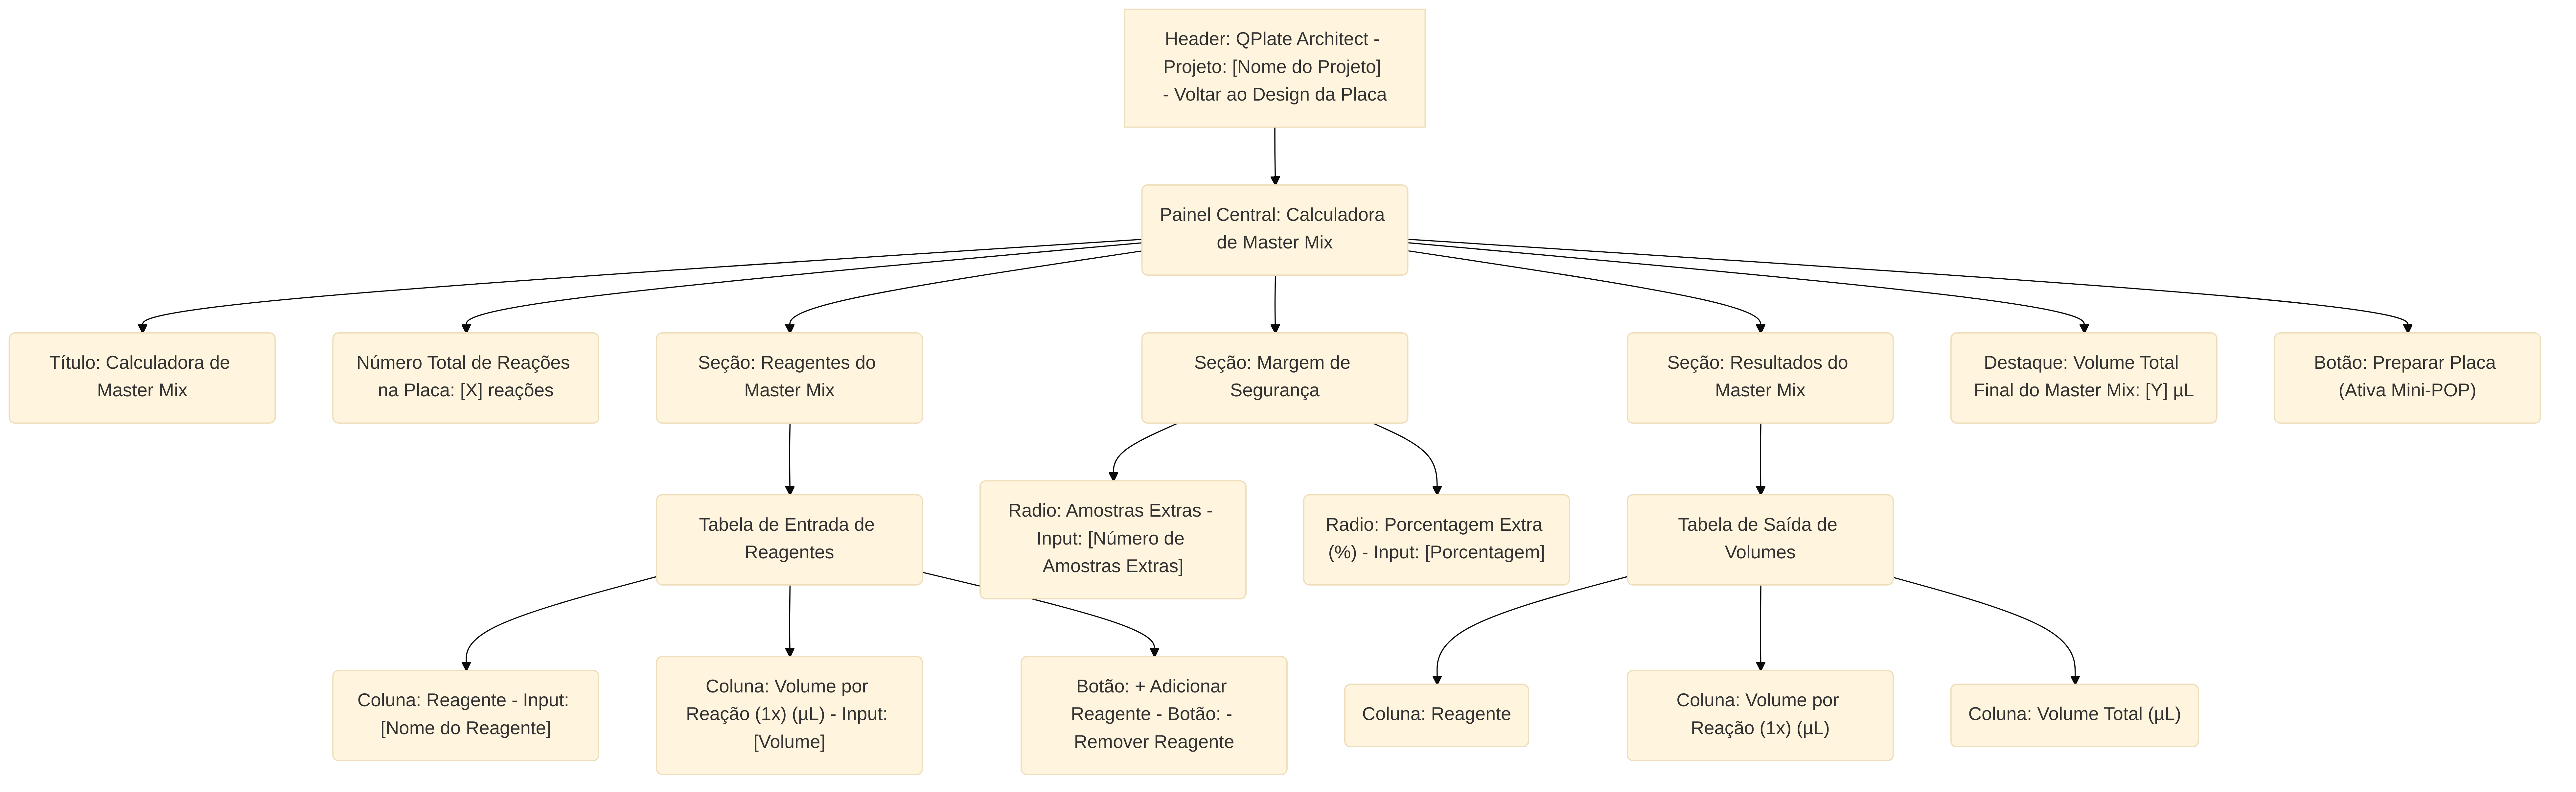 Header: QPlate Architect -
Projeto: [Nome do Projeto]
- Voltar ao Design da Placa
Painel Central: Calculadora
de Master Mix
Título: Calculadora de
Master Mix
Número Total de Reações
na Placa: [X] reações
Seção: Reagentes do
Master Mix
Seção: Margem de
Segurança
Seção: Resultados do
Master Mix
Destaque: Volume Total
Final do Master Mix: [Y] µL
Botão: Preparar Placa
(Ativa Mini-POP)
Tabela de Entrada de
Reagentes
Radio: Amostras Extras -
Input: [Número de
Amostras Extras]
Radio: Porcentagem Extra
(%) - Input: [Porcentagem]
Tabela de Saída de
Volumes
Coluna: Reagente - Input:
[Nome do Reagente]
Coluna: Volume por
Reação (1x) (µL) - Input:
[Volume]
Botão: + Adicionar
Reagente - Botão: -
Remover Reagente
Coluna: Reagente
Coluna: Volume por
Reação (1x) (µL)
Coluna: Volume Total (µL)